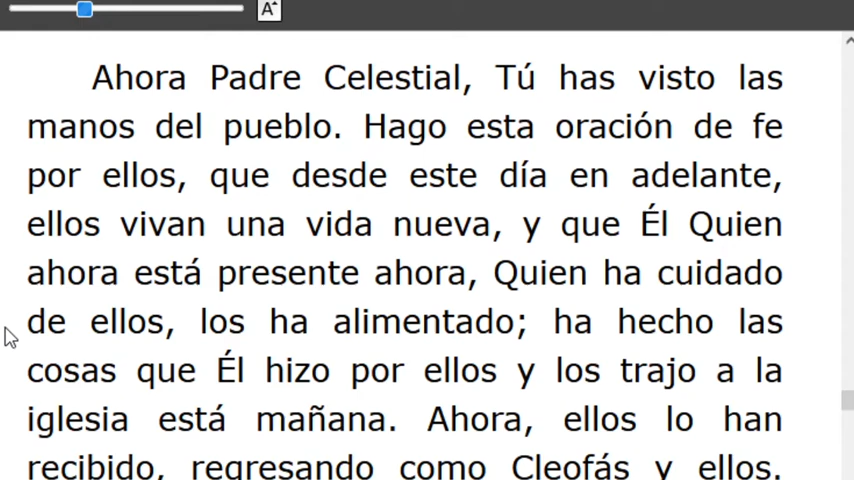 A
Ahora Padre Celestial, Tú has visto las
manos del pueblo. Hago esta oración de fe
por ellos, que desde este día en adelante,
ellos vivan una vida nueva, y que Él Quien
ahora está presente ahora, Quien ha cuidado
de ellos, los ha alimentado; ha hecho las
cosas que Él hizo por ellos y los trajo a la
iglesia está mañana. Ahora, ellos lo han
recibido, regresando como Cleofás y ellos.